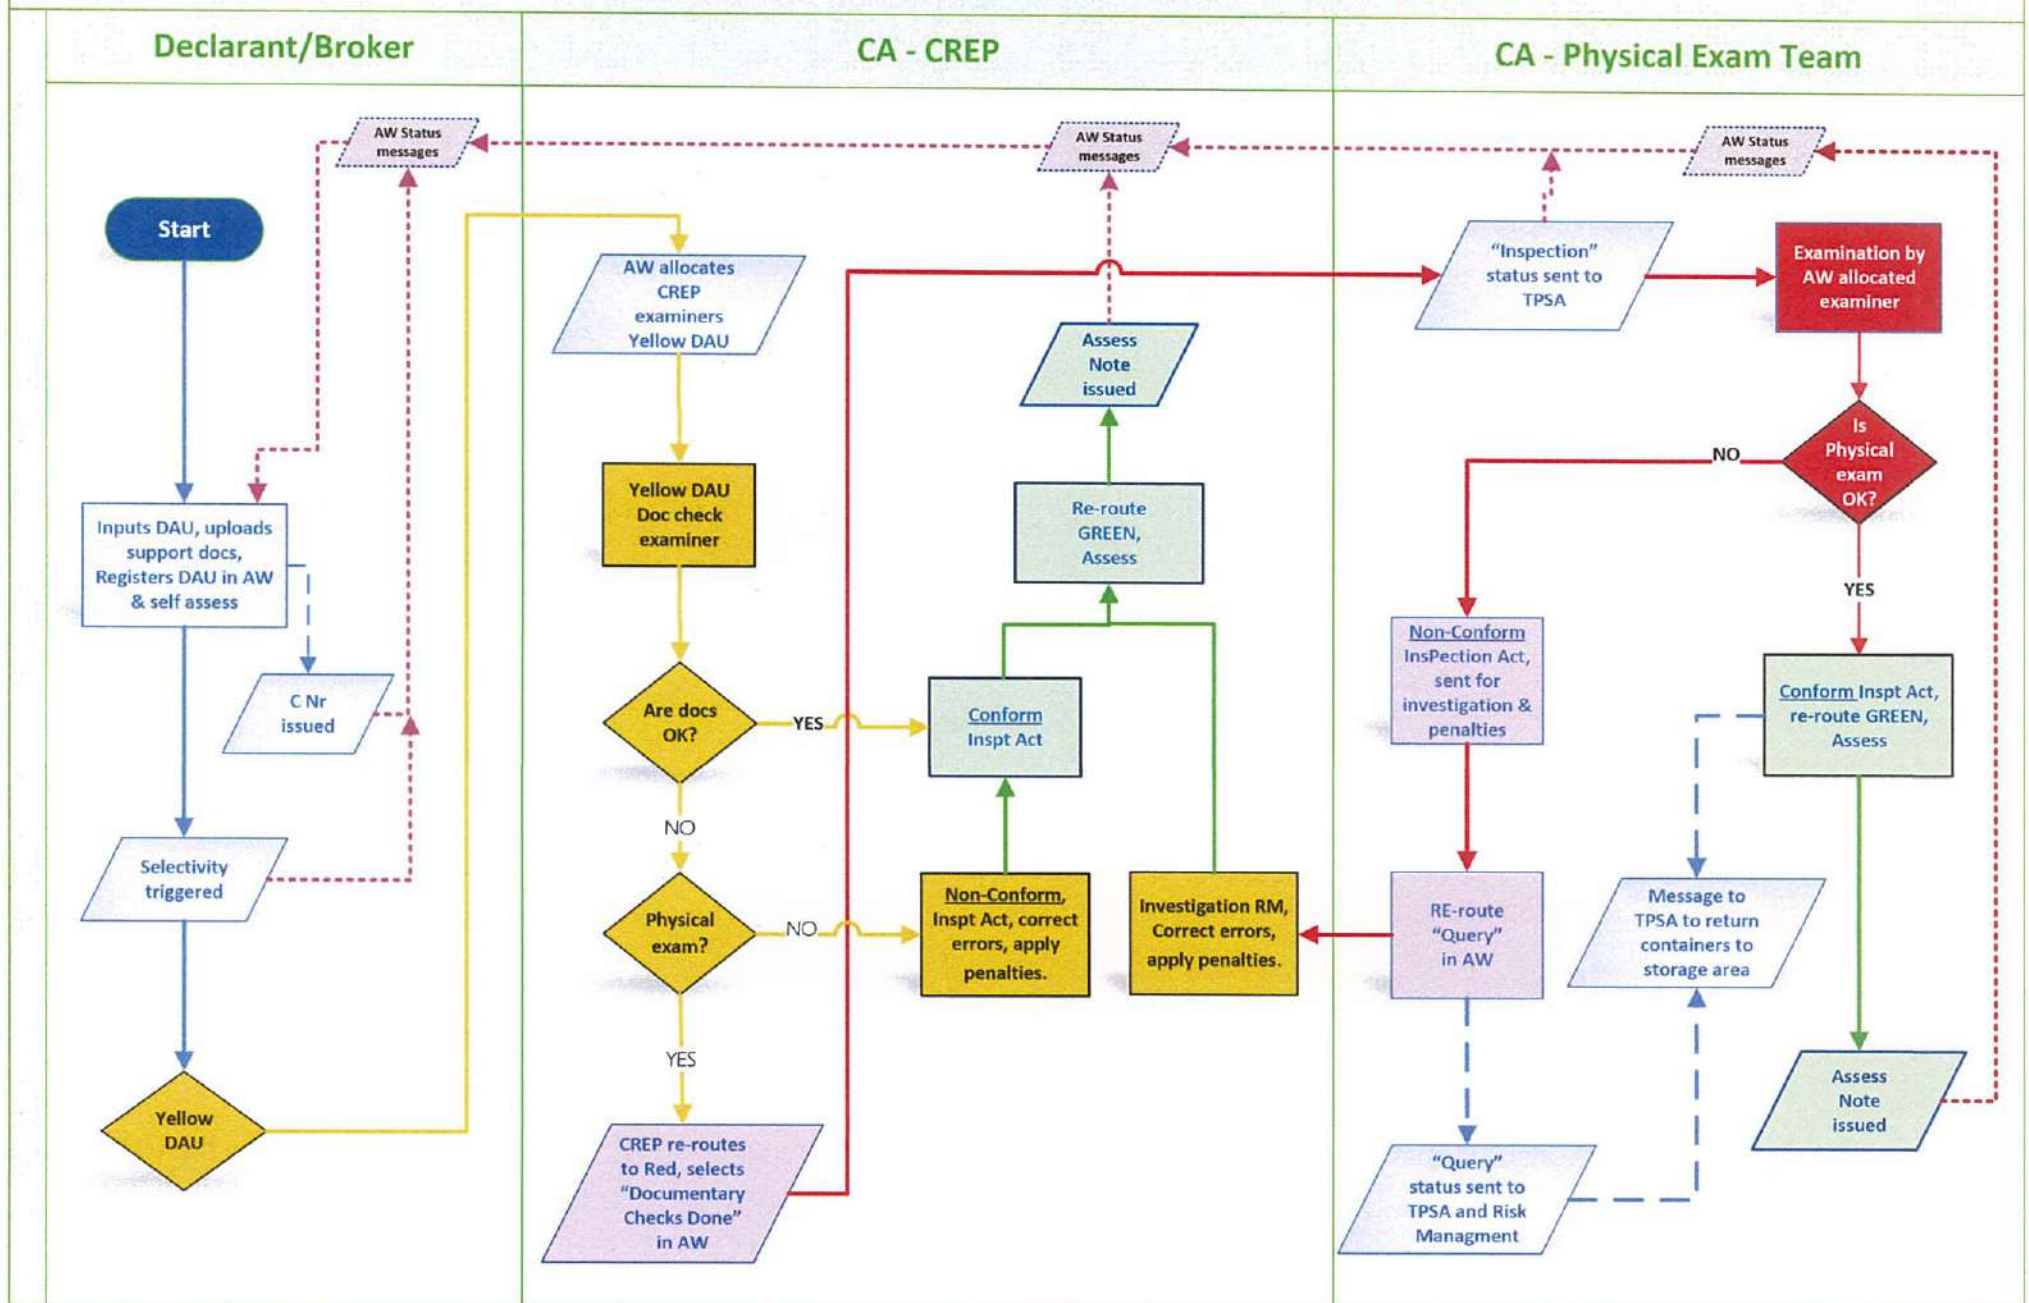 Declarant/Broker
CA - CREP
CA - Physical Exam Team
AW Status
messages
AW Status
messages
AW Status
messages
Start
AW allocates
CREP
examiners
Yellow DAU
"Inspection"
status sent to
TPSA
Examination by
AW allocated
examiner
Assess
Note
issued
Is
Physical
exam
OK?
NO
Yellow DAU
Doc check
examiner
Re-route
GREEN,
Assess
Inputs DAU, uploads
support docs,
Registers DAU in AW
& self assess
YES
Non-Conform
InsPection Act,
sent for
investigation &
penalties
C Nr
issued
Are docs
OK?
YES
Conform
Inspt Act
Conform Inspt Act,
re-route GREEN,
Assess
NO
Selectivity
triggered
Physical
exam?
NO
Non-Conform,
Inspt Act, correct
errors, apply
penalties.
Investigation RM,
Correct errors,
apply penalties.
RE-route
"Query"
in AW
Message to
TPSA to return
containers to
storage area
YES
Yellow
DAU
Assess
Note
issued
CREP re-routes
to Red, selects
"Documentary
Checks Done"
in AW
"Query"
status sent to
TPSA and Risk
Managment